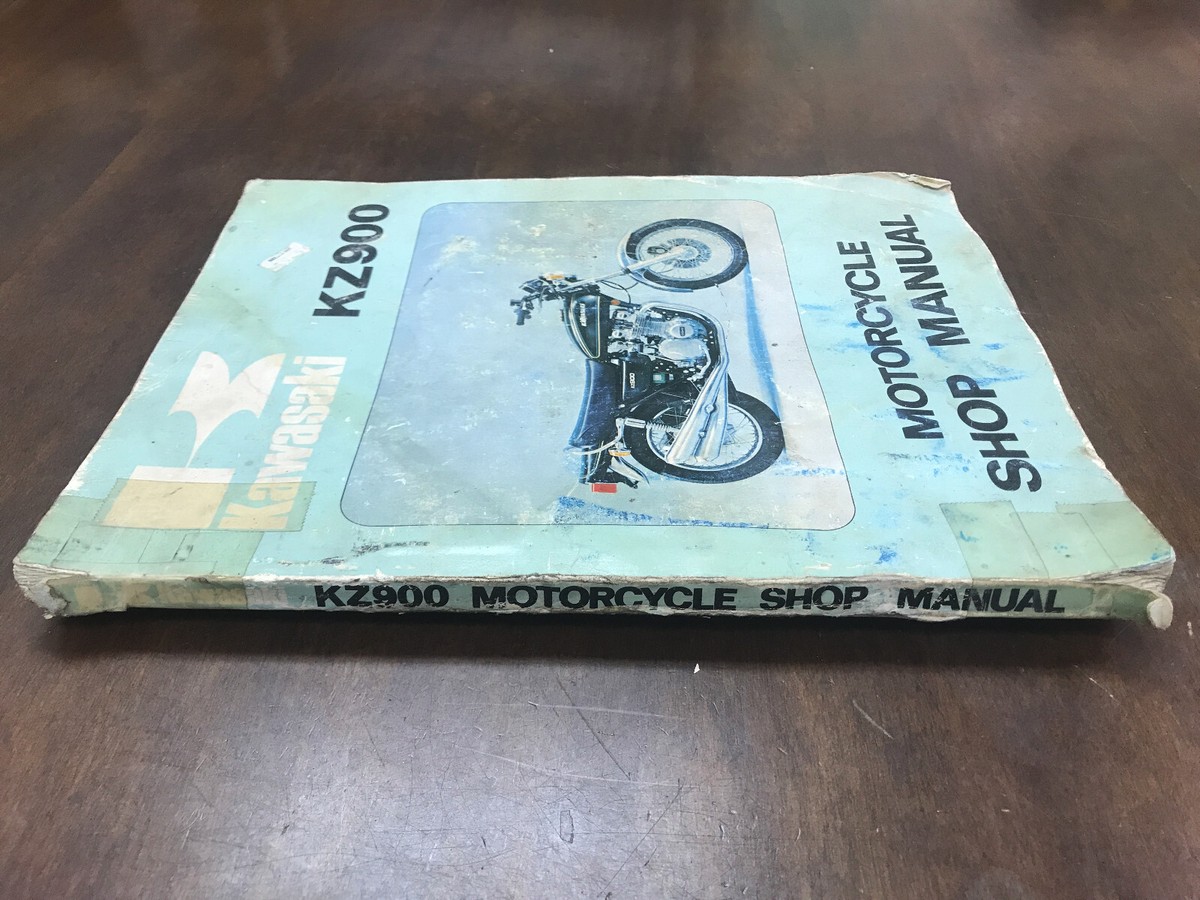 Kawasaki
KZ900
MOTORCYCLE
SHOP MANUAL
KZ900 MOTORCYCLE SHOP MANUAL